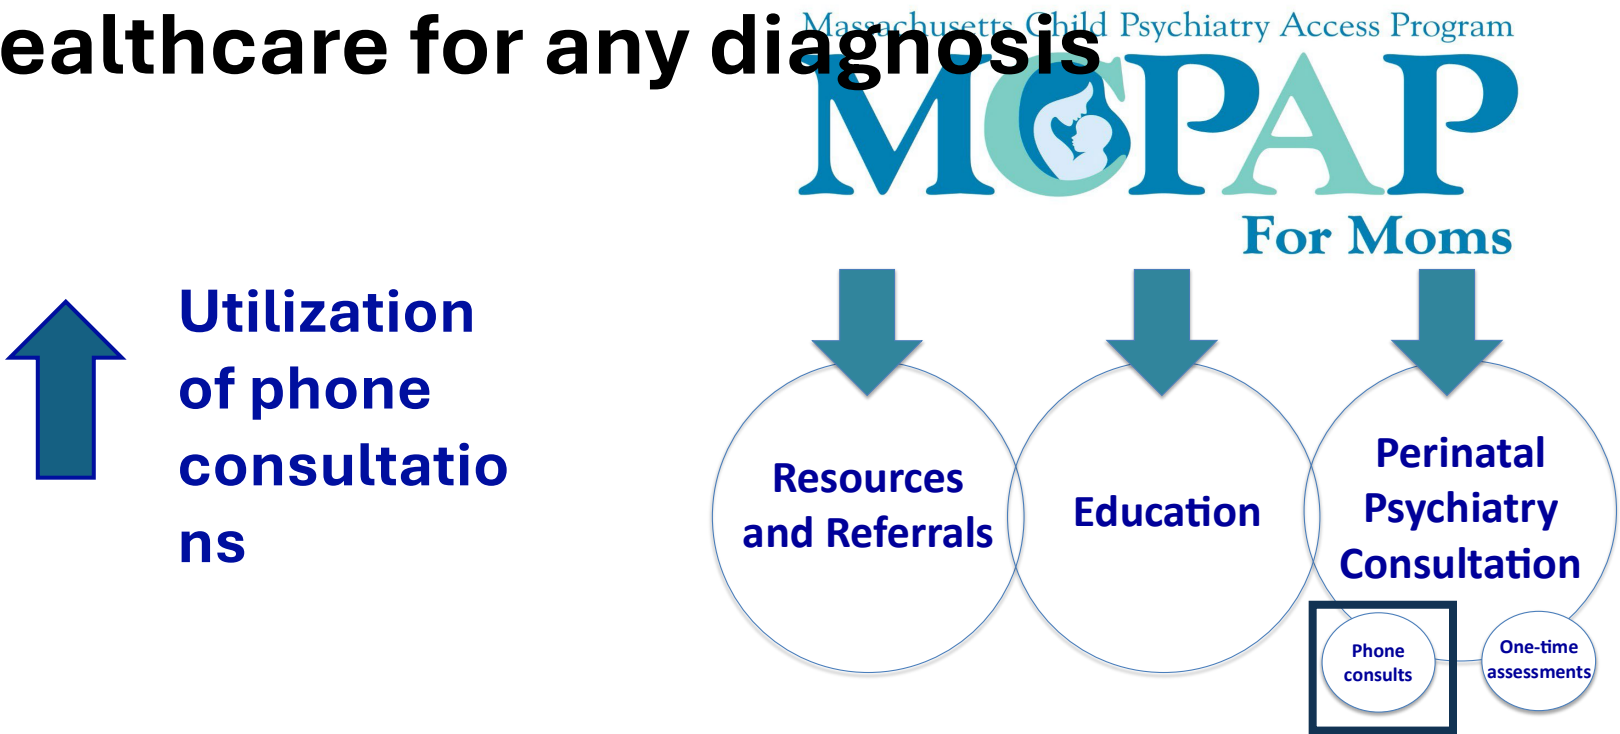 Massachusetts Child Psychiatry Access Program
ealthcare for any diagnosis
MCPAP
For Moms
Utilization
of phone
consultatio
ns
Resources
and Referrals
Education
Perinatal
Psychiatry
Consultation
Phone
consults
One-time
assessments